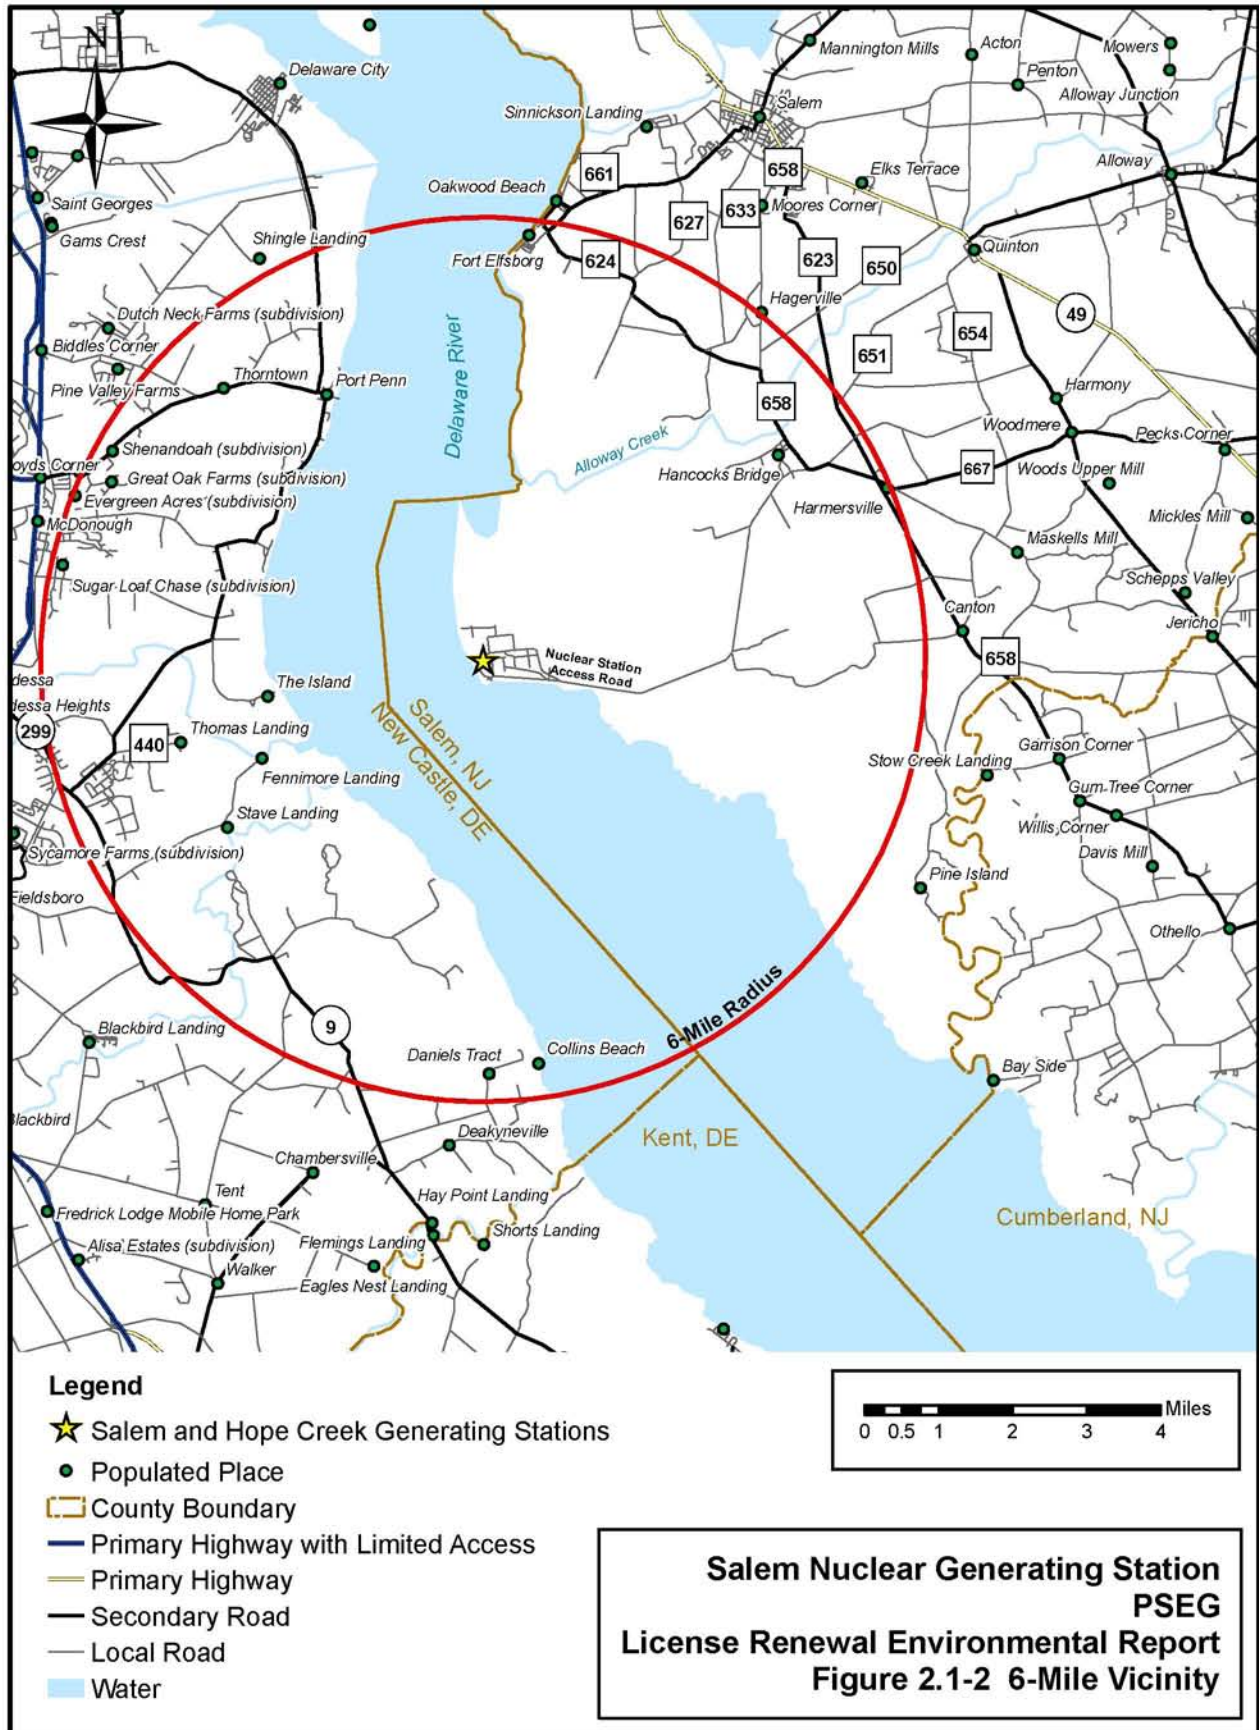 N
Delaware City
Mannington Mills
Acton
Mowers
Penton
Alloway Junction
Sinnickson Landing
Salem
661
658
Elks Terrace
Alloway
Oakwood Beach
Saint Georges
627
633
Moores Corner
Gams Crest
Shingle Landing
Fort Elfsborg
624
623
650
Quinton
Hagerville
49
Dutch Neck Farms (subdivision)
Delaware River
654
Biddles Corner
651
Pine Valley Farms
Thorntown
Port Penn
658
Harmony
Woodmere
Pecks Corner
Shenandoah (subdivision)
Alloway Creek
oyds Corner
Hancocks Bridge
667
Woods Upper Mill
Great Oak Farms (subdivision)
Evergreen Acres (subdivision)
Harmersville
McDonough
Mickles Mill
Maskells Mill
Sugar Loaf Chase (subdivision)
Schepps Valley
Canton
Jericho
Nuclear Station
Access Road
658
dessa
The Island
dessa Heights
299
440
Thomas Landing
Salem, NJ
New Castle, DE
Garrison Corner
Stow Creek Landing
Fennimore Landing
Gum Tree Corner
Stave Landing
Willis Corner
Sycamore Farms (subdivision)
Davis Mill
Pine Island
Fieldsboro
Othello
6-Mile Radius
9
Blackbird Landing
Daniels Tract
Collins Beach
Bay Side
lackbird
Deakyneville
Kent, DE
Chambersville
Tent
Hay Point Landing
Fredrick Lodge Mobile Home Park
Cumberland, NJ
Alisa Estates (subdivision)
Flemings Landing
Shorts Landing
Walker
Eagles Nest Landing
Legend
Salem and Hope Creek Generating Stations
Populated Place
County Boundary
Primary Highway with Limited Access
Primary Highway
Secondary Road
Local Road
Water
Miles
0 0.5 1 2 3 4
Salem Nuclear Generating Station
PSEG
License Renewal Environmental Report
Figure 2.1-2 6-Mile Vicinity